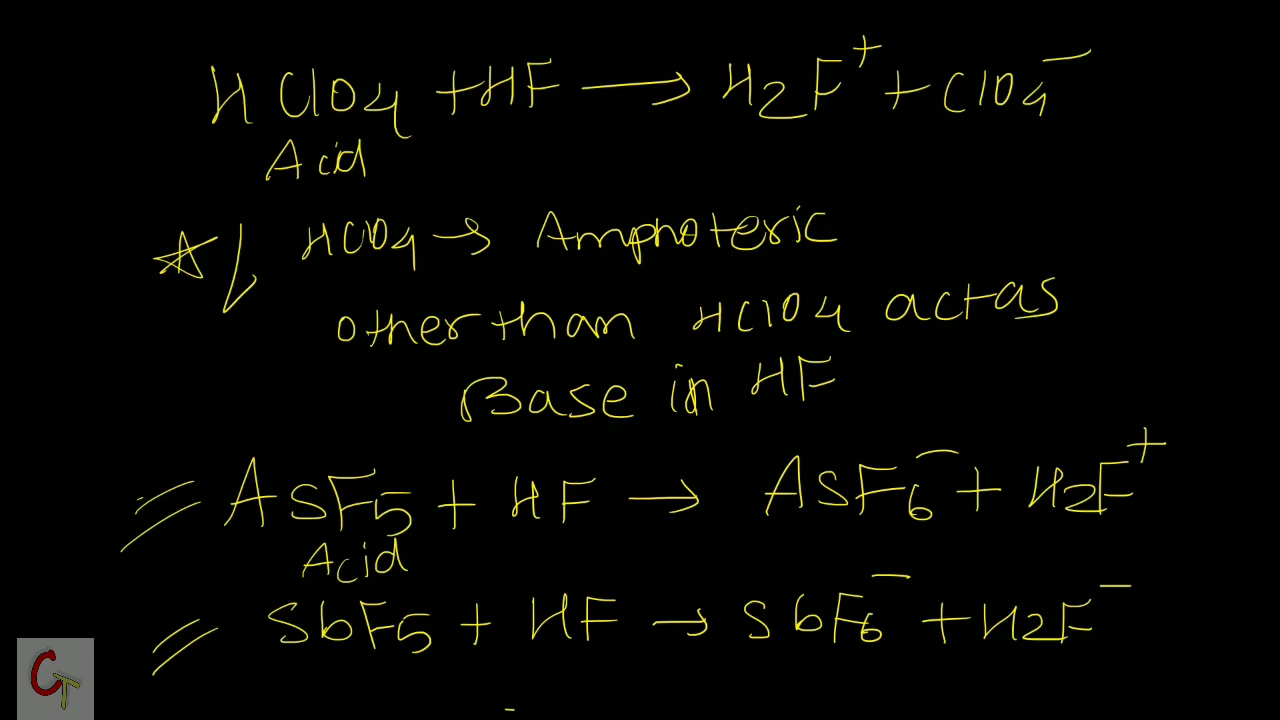 HClO4 + HF → H2F⁺ + ClO4⁻
Acid
HClO4 → Amphoteric
other than HClO4 act as
Base in HF
AsF5 + HF → AsF6⁻ + H2F⁺
Acid
SbF5 + HF → SbF6⁻ + H2F⁻
CT